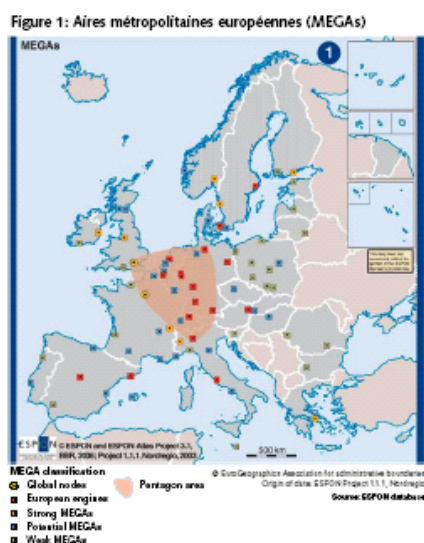 Figure 1: Aires métropolitaines européennes (MEGAs)
MEGAs
1
500 km
ESPON
© ESPON and ESPON Atlas Project 3.1,
BBR, 2006; Project 1.1.1, Nordregio, 2003
MEGA classification
Global nodes
European engines
Strong MEGAs
Potential MEGAs
Weak MEGAs
Pentagon area
© EuroGeographics Association for administrative boundaries
Origin of data: ESPON Project 1.1.1, Nordregio
Source: ESPON database